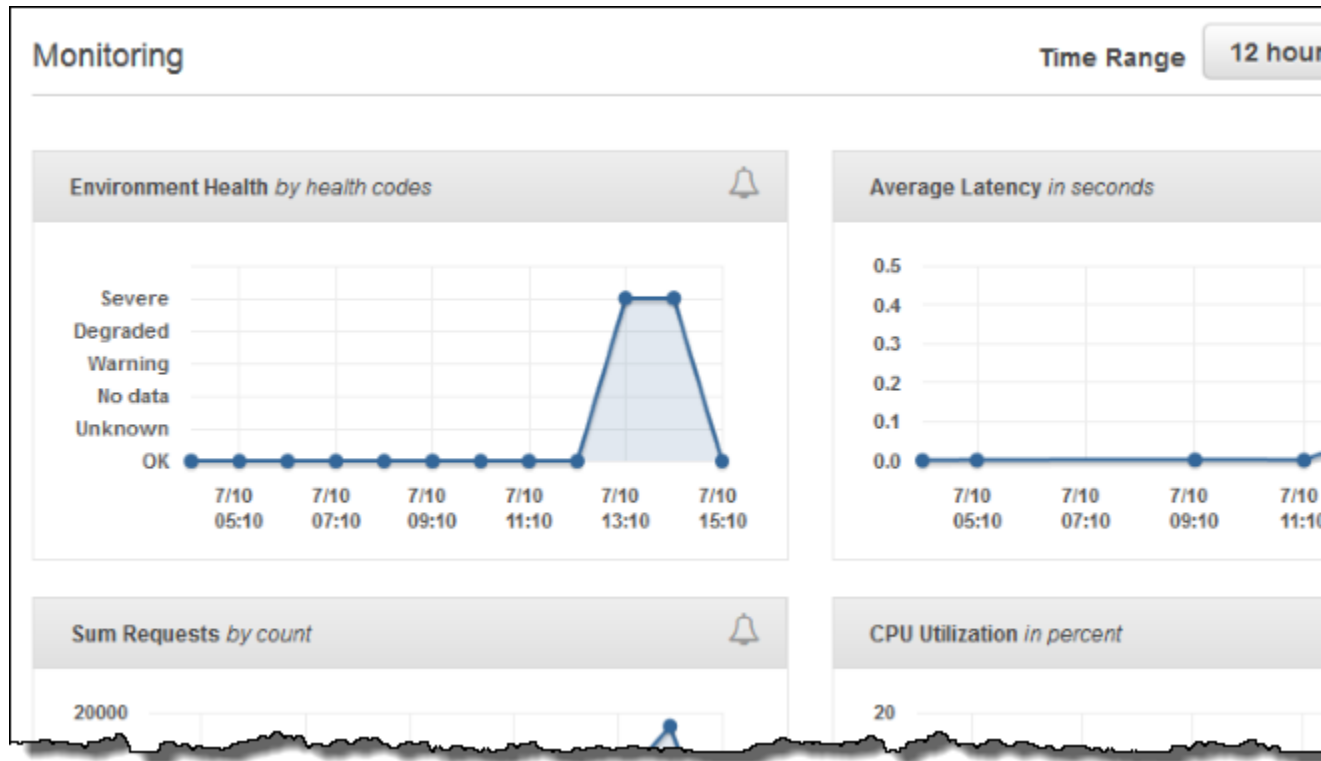 Monitoring
Time Range 12 hour
Environment Health by health codes
Severe
Degraded
Warning
No data
Unknown
OK
7/10 7/10 7/10 7/10 7/10 7/10
05:10 07:10 09:10 11:10 13:10 15:10
Average Latency in seconds
0.5
0.4
0.3
0.2
0.1
0.0
7/10 7/10 7/10 7/10
05:10 07:10 09:10 11:10
Sum Requests by count
20000
CPU Utilization in percent
20